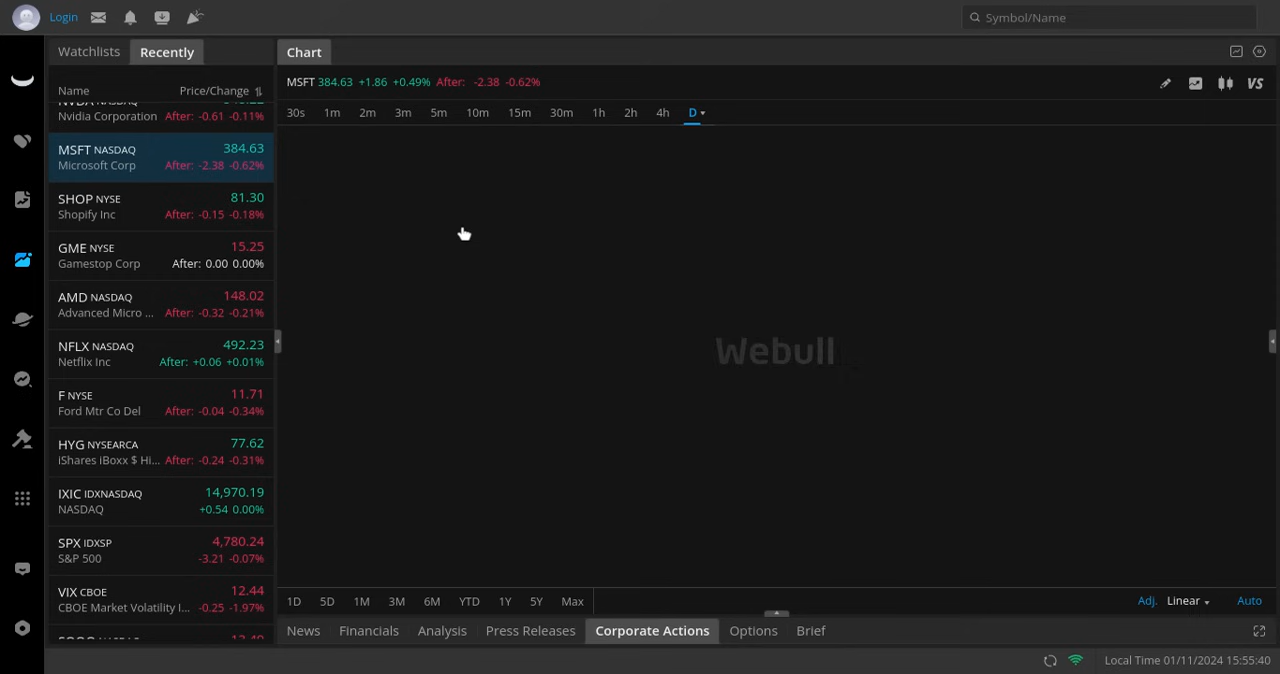 Login
Symbol/Name
Watchlists Recently
Chart
Name Price/Change
MSFT 384.63 +1.86 +0.49% After: -2.38 -0.62%
30s 1m 2m 3m 5m 10m 15m 30m 1h 2h 4h D
VS
Nvidia Corporation After: -0.61 -0.11%
MSFT NASDAQ 384.63
Microsoft Corp After: -2.38 -0.62%
SHOP NYSE 81.30
Shopify Inc After: -0.15 -0.18%
GME NYSE 15.25
Gamestop Corp After: 0.00 0.00%
AMD NASDAQ 148.02
Advanced Micro ... After: -0.32 -0.21%
NFLX NASDAQ 492.23
Netflix Inc After: +0.06 +0.01%
F NYSE 11.71
Ford Mtr Co Del After: -0.04 -0.34%
HYG NYSEARCA 77.62
iShares iBoxx $ Hi... After: -0.24 -0.31%
IXIC IDXNASDAQ 14,970.19
NASDAQ +0.54 0.00%
SPX IDXSP 4,780.24
S&P 500 -3.21 -0.07%
VIX CBOE 12.44
CBOE Market Volatility I... -0.25 -1.97%
Webull
1D 5D 1M 3M 6M YTD 1Y 5Y Max
Adj. Linear Auto
News Financials Analysis Press Releases Corporate Actions Options Brief
Local Time 01/11/2024 15:55:40